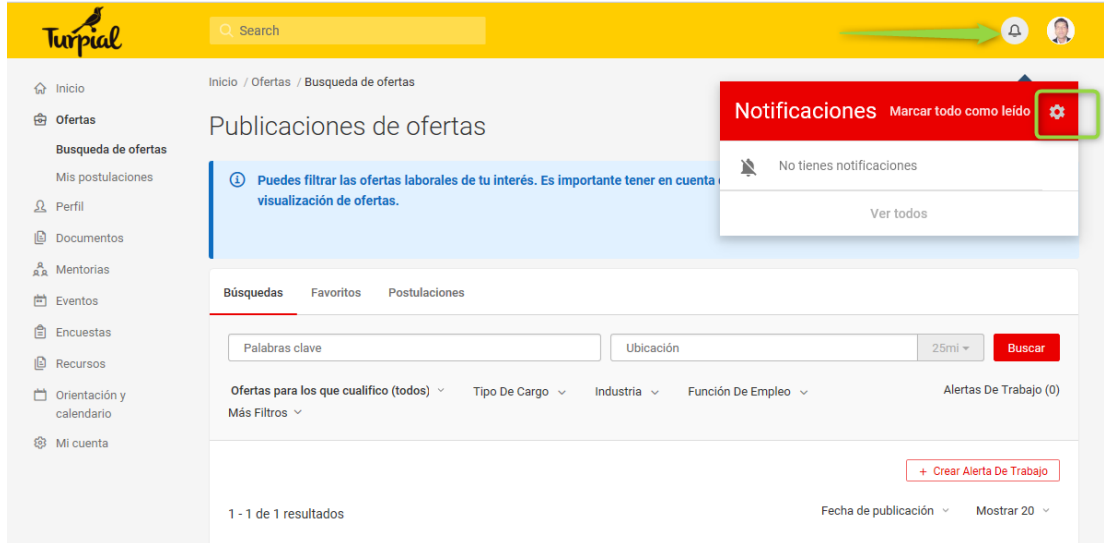 Turpial
Search
Inicio
Ofertas
Busqueda de ofertas
Mis postulaciones
Perfil
Documentos
Mentorias
Eventos
Encuestas
Recursos
Orientación y
calendario
Mi cuenta
Inicio / Ofertas / Busqueda de ofertas
Publicaciones de ofertas
Notificaciones Marcar todo como leído
No tienes notificaciones
Ver todos
Puedes filtrar las ofertas laborales de tu interés. Es importante tener en cuenta
visualización de ofertas.
Búsquedas Favoritos Postulaciones
Palabras clave Ubicación 25mi Buscar
Ofertas para los que cualifico (todos) Tipo De Cargo Industria Función De Empleo Alertas De Trabajo (0)
Más Filtros
+ Crear Alerta De Trabajo
1 - 1 de 1 resultados Fecha de publicación Mostrar 20